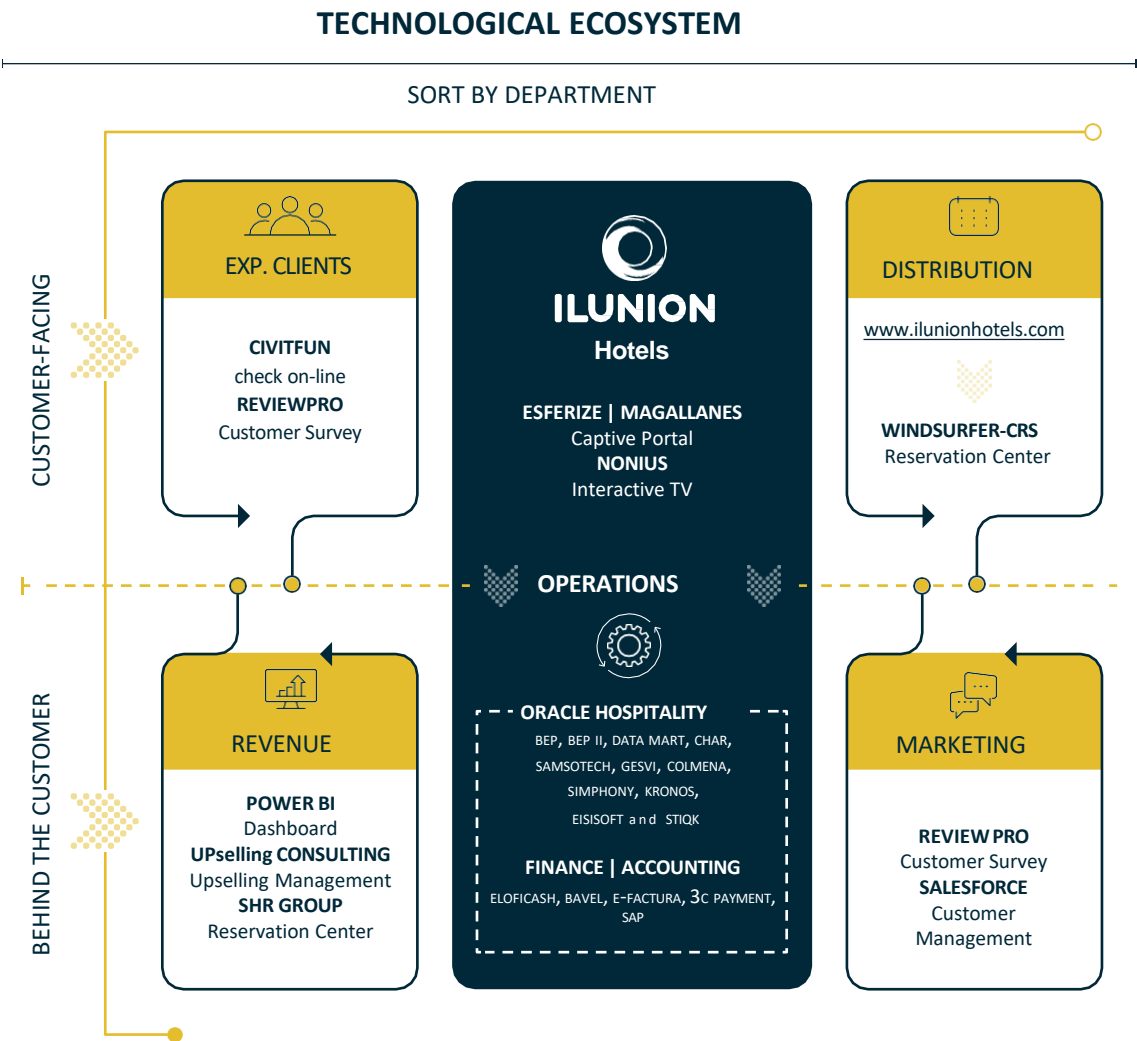 TECHNOLOGICAL ECOSYSTEM
SORT BY DEPARTMENT
CUSTOMER-FACING
EXP. CLIENTS
CIVITFUN
check on-line
REVIEWPRO
Customer Survey
ILUNION
Hotels
ESFERIZE | MAGALLANES
Captive Portal
NONIUS
Interactive TV
DISTRIBUTION
www.ilunionhotels.com
WINDSURFER-CRS
Reservation Center
BEHIND THE CUSTOMER
REVENUE
POWER BI
Dashboard
UPselling CONSULTING
Upselling Management
SHR GROUP
Reservation Center
OPERATIONS
ORACLE HOSPITALITY
BEP, BEP II, DATA MART, CHAR,
SAMSOTECH, GESVI, COLMENA,
SIMPHONY, KRONOS,
EISISOFT and STIQK
FINANCE | ACCOUNTING
ELOFICASH, BAVEL, E-FACTURA, 3C PAYMENT,
SAP
MARKETING
REVIEW PRO
Customer Survey
SALESFORCE
Customer
Management